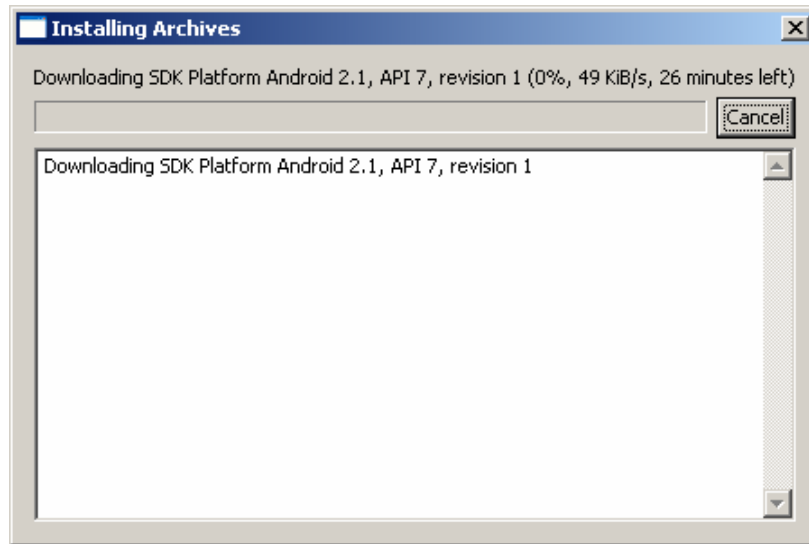 Installing Archives
Downloading SDK Platform Android 2.1, API 7, revision 1 (0%, 49 KiB/s, 26 minutes left)
Cancel
Downloading SDK Platform Android 2.1, API 7, revision 1